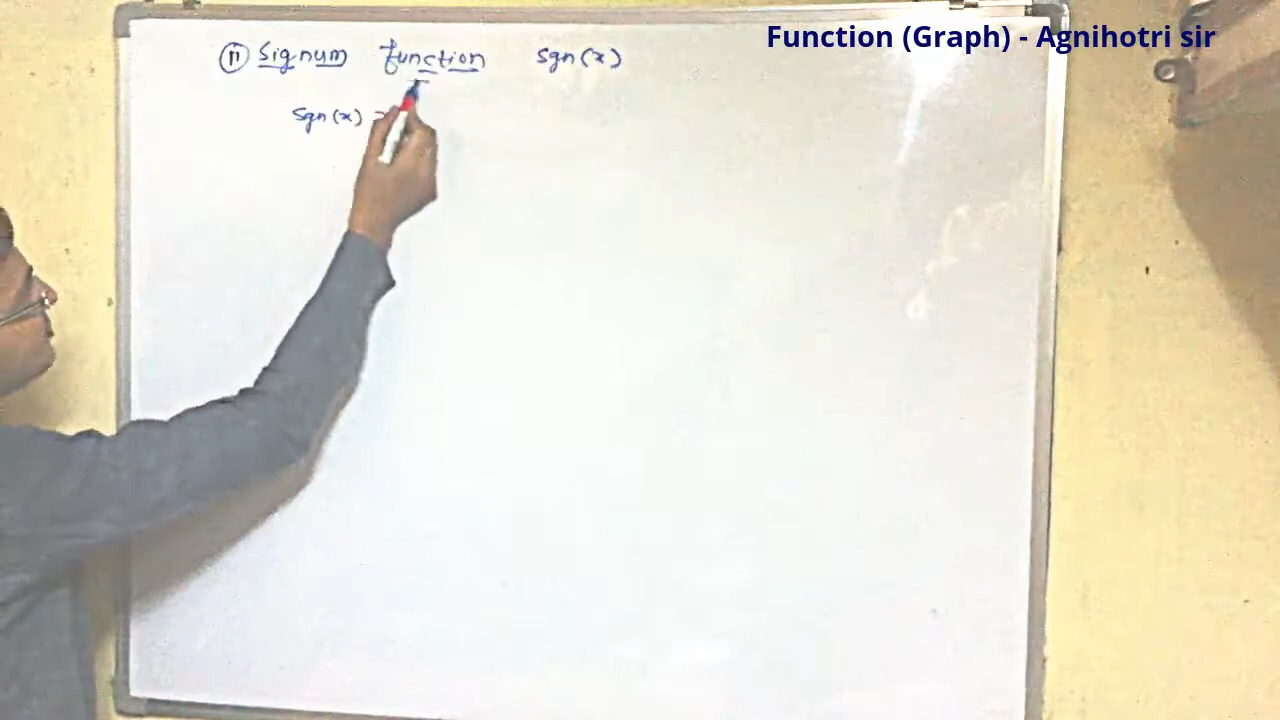 Function (Graph) - Agnihotri sir
(11) Signum function sgn(x)
Sgn(x) =